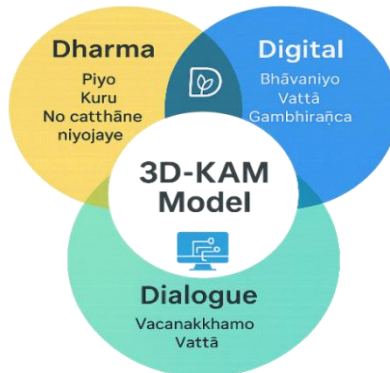 Dharma
Piyo
Kuru
No catthāne
niyojaye
Digital
Bhāvaniyo
Vattā
Gambhirañca
3D-KAM
Model
Dialogue
Vacanakkhamo
Vattā